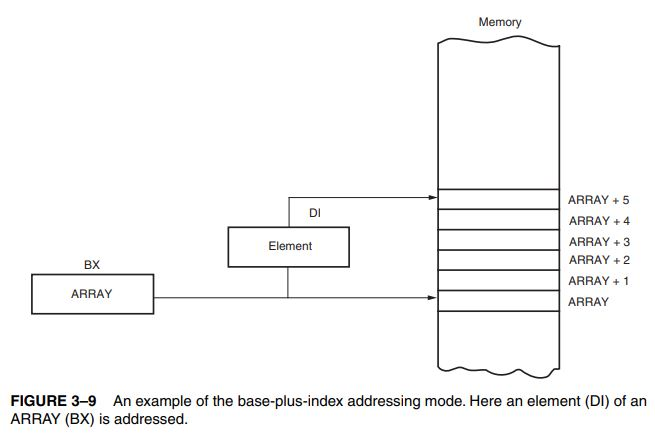 Memory
ARRAY + 5
DI
ARRAY + 4
Element
ARRAY + 3
ARRAY + 2
BX
ARRAY + 1
ARRAY
ARRAY
FIGURE 3–9 An example of the base-plus-index addressing mode. Here an element (DI) of an
ARRAY (BX) is addressed.